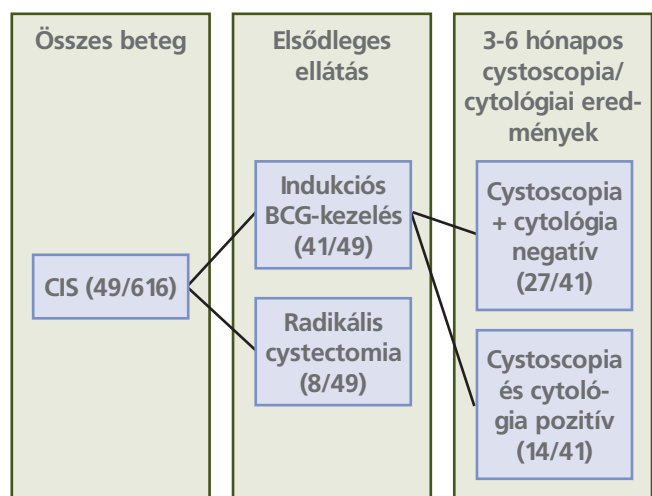 Összes beteg
Elsődleges
ellátás
3-6 hónapos
cystoscopia/
cytológiai ered-
mények
CIS (49/616)
Indukciós
BCG-kezelés
(41/49)
Radikális
cystectomia
(8/49)
Cystoscopia
+ cytológia
negatív
(27/41)
Cystoscopia
és cytoló-
gia pozitív
(14/41)